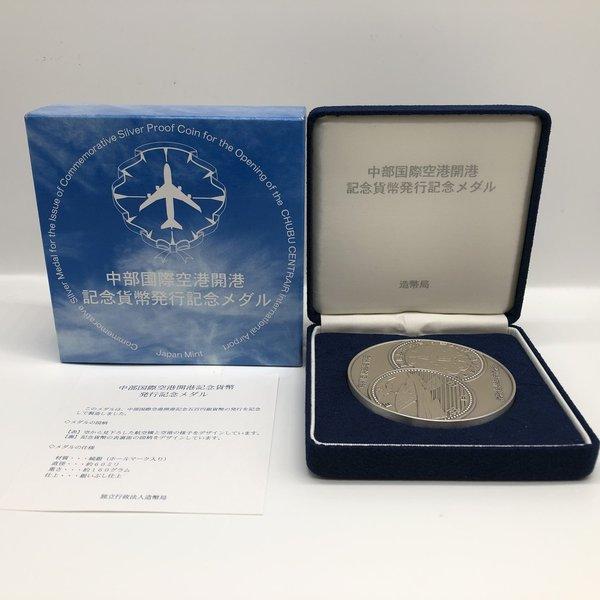 Commemorative Silver Medal for the Issue of Commemorative Silver Proof Coin for the Opening of the CHUBU CENTRAIR International Airport
中部国際空港開港
記念貨幣発行記念メダル
Japan Mint
中部国際空港開港
記念貨幣発行記念メダル
造幣局
中部国際空港開港記念貨幣
発行記念メダル
このメダルは、中部国際空港開港記念五百円銀貨幣の発行を記念
して製造しました。
◇メダルの図柄
【表】空から見下ろした航空機と空港の様子をデザインしています。
【裏】記念貨幣の表裏面の図柄をデザインしています。
◇メダルの仕様
材質・・・純銀（ホールマーク入り）
直径・・・約６０ミリ
重さ・・・約１６０グラム
仕上・・・銀いぶし仕上
独立行政法人造幣局